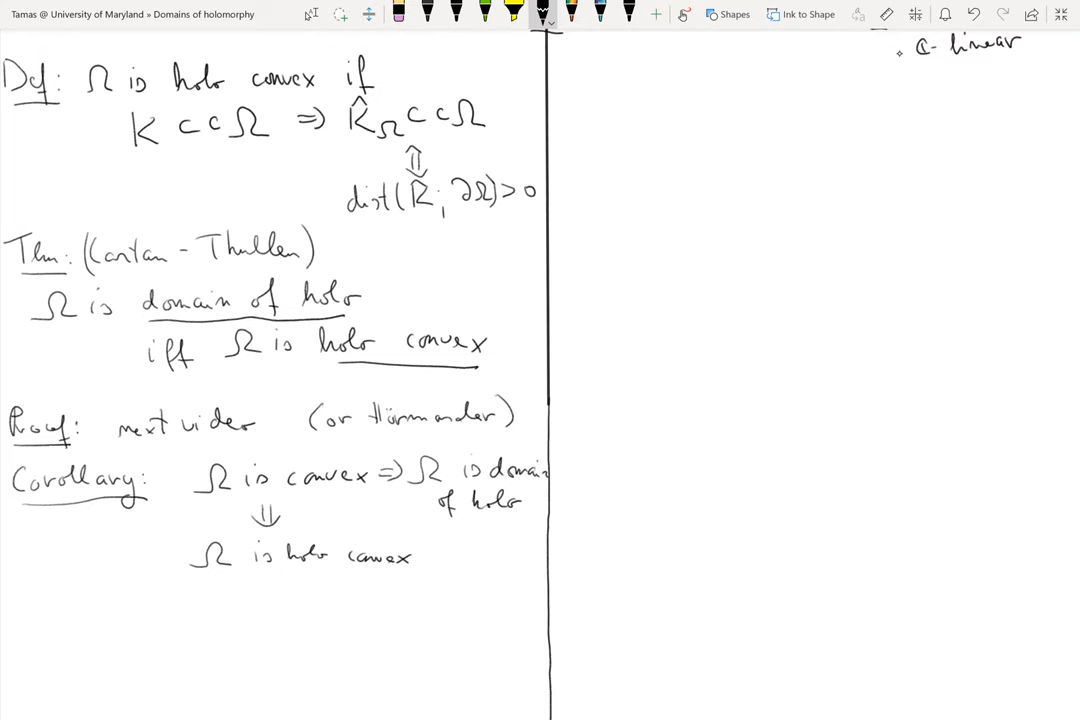 Tamas @ University of Maryland » Domains of holomorphy
Shapes
Ink to Shape
Def: Ω is holo convex if
K ⊂⊂ Ω ⇒ K̂_Ω ⊂⊂ Ω
⇕
dist(K̂, ∂Ω) > 0
Thm: (Cartan - Thullen)
Ω is domain of holo
iff Ω is holo convex
Proof: next video (or Hörmander)
Corollary: Ω is convex ⇒ Ω is domain
of holo
⇓
Ω is holo convex
· ℂ-linear